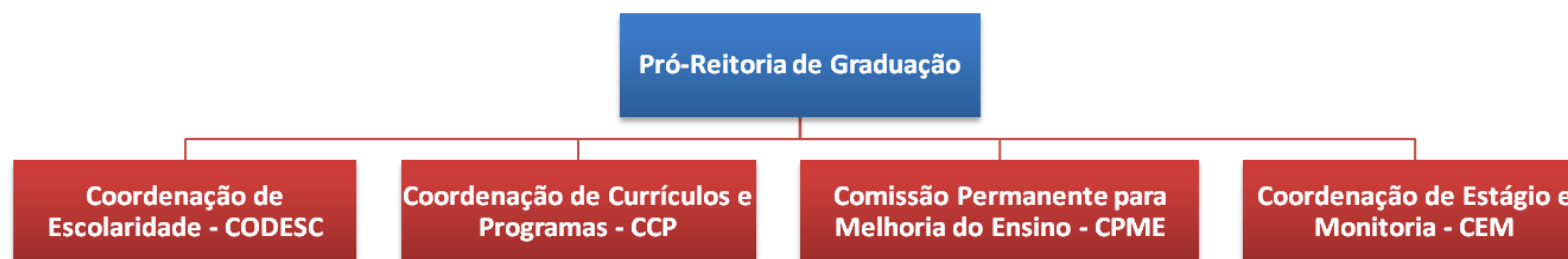 Pró-Reitoria de Graduação
Coordenação de
Escolaridade - CODESC
Coordenação de Currículos e
Programas - CCP
Comissão Permanente para
Melhoria do Ensino - CPME
Coordenação de Estágio e
Monitoria - CEM